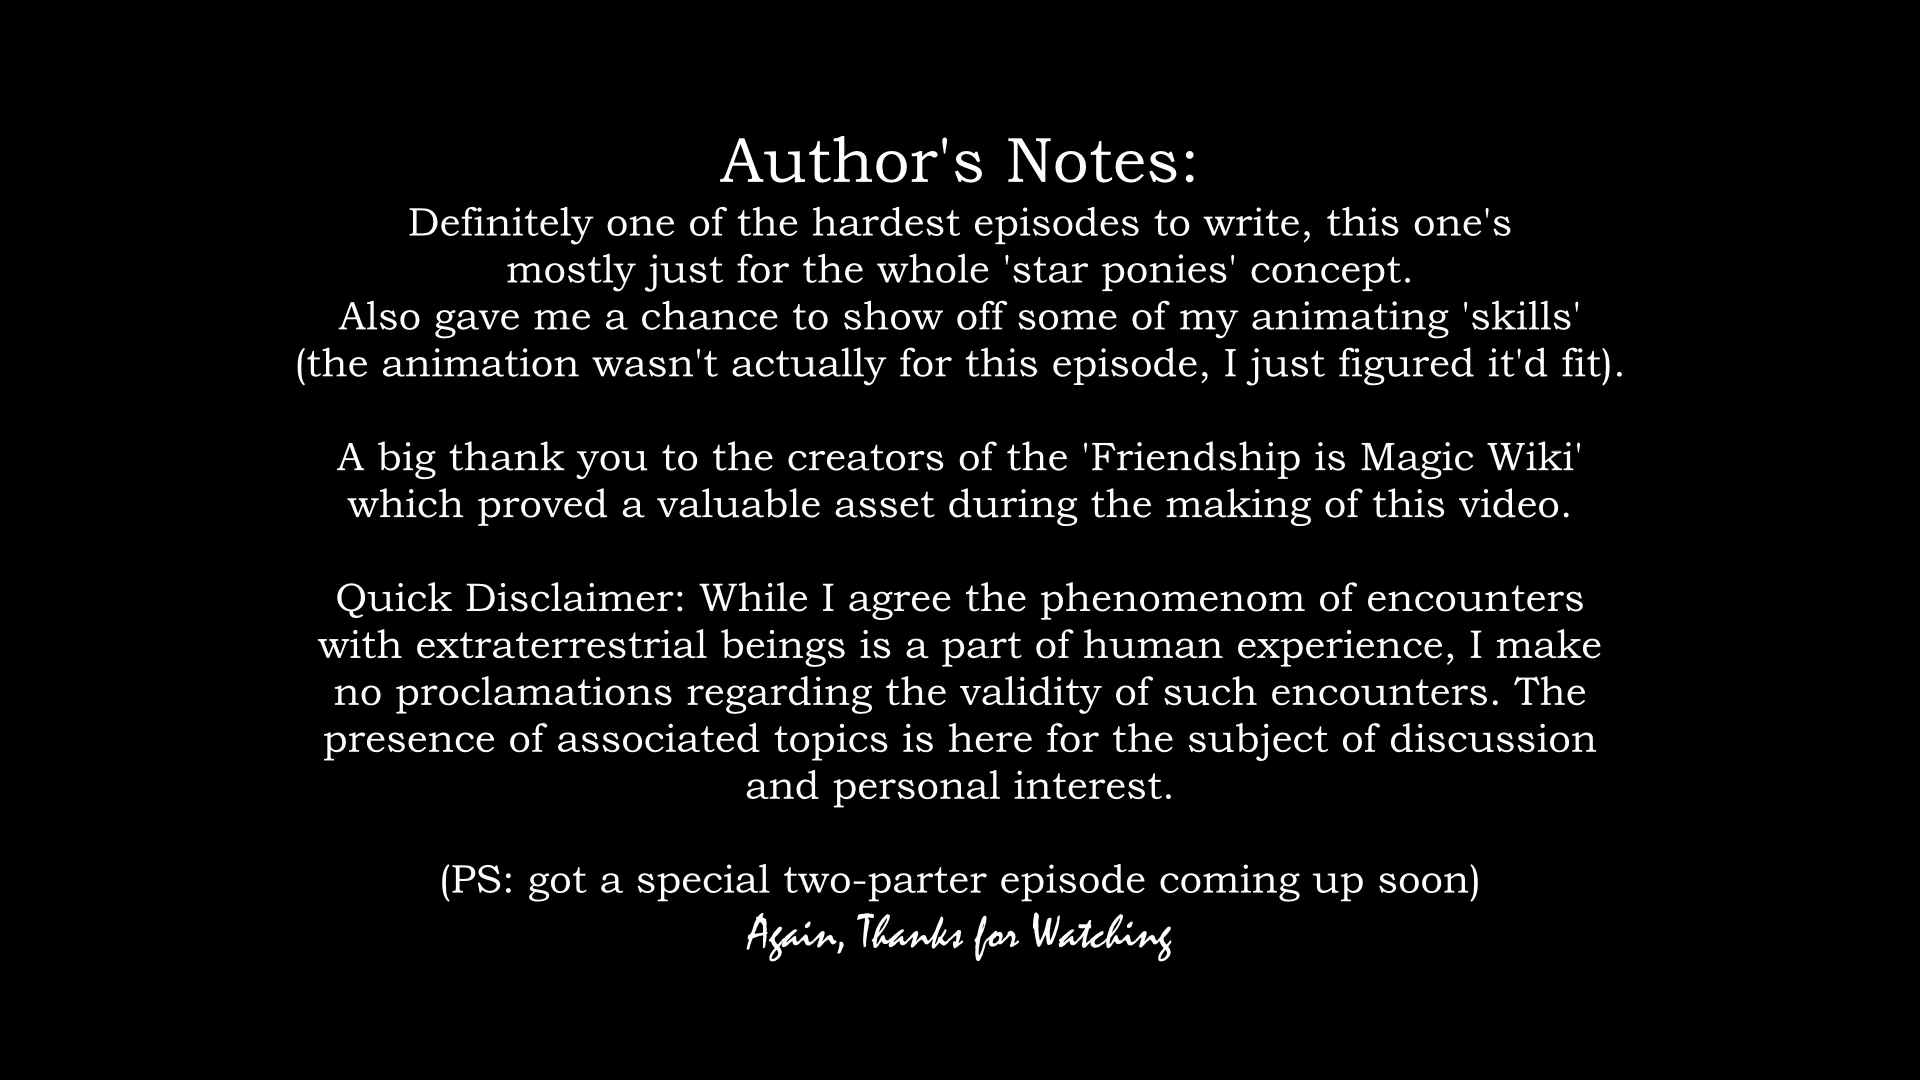 Author's Notes:
Definitely one of the hardest episodes to write, this one's
mostly just for the whole 'star ponies' concept.
Also gave me a chance to show off some of my animating 'skills'
(the animation wasn't actually for this episode, I just figured it'd fit).
A big thank you to the creators of the 'Friendship is Magic Wiki'
which proved a valuable asset during the making of this video.
Quick Disclaimer: While I agree the phenomenom of encounters
with extraterrestrial beings is a part of human experience, I make
no proclamations regarding the validity of such encounters. The
presence of associated topics is here for the subject of discussion
and personal interest.
(PS: got a special two-parter episode coming up soon)
Again, Thanks for Watching